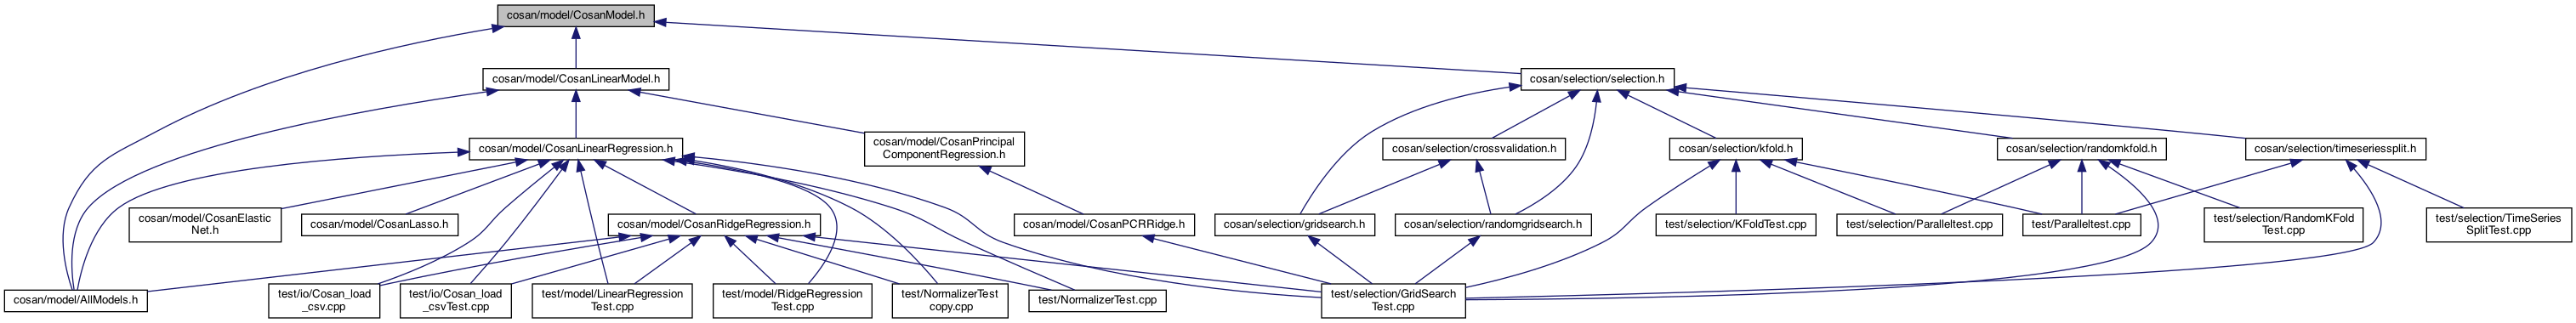 cosan/model/CosanModel.h
cosan/model/CosanLinearModel.h
cosan/selection/selection.h
cosan/model/CosanLinearRegression.h
cosan/model/CosanPrincipal
ComponentRegression.h
cosan/selection/crossvalidation.h
cosan/selection/kfold.h
cosan/selection/randomkfold.h
cosan/selection/timeseriessplit.h
cosan/model/CosanElastic
Net.h
cosan/model/CosanLasso.h
cosan/model/CosanRidgeRegression.h
cosan/model/CosanPCRRidge.h
cosan/selection/gridsearch.h
cosan/selection/randomgridsearch.h
test/selection/KFoldTest.cpp
test/selection/Paralleltest.cpp
test/Paralleltest.cpp
test/selection/RandomKFold
Test.cpp
test/selection/TimeSeries
SplitTest.cpp
cosan/model/AllModels.h
test/io/Cosan_load
_csv.cpp
test/io/Cosan_load
_csvTest.cpp
test/model/LinearRegression
Test.cpp
test/model/RidgeRegression
Test.cpp
test/NormalizerTest
copy.cpp
test/NormalizerTest.cpp
test/selection/GridSearch
Test.cpp